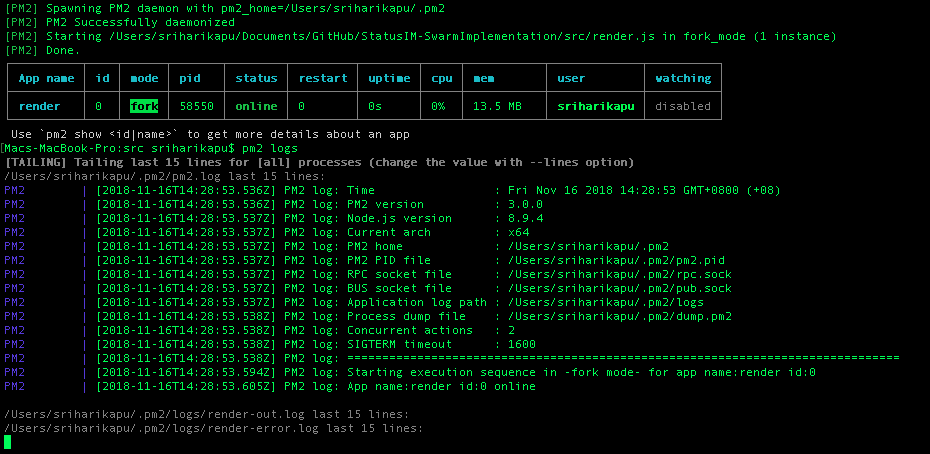 [PM2] Spawning PM2 daemon with pm2_home=/Users/sriharikapu/.pm2
[PM2] PM2 Successfully daemonized
[PM2] Starting /Users/sriharikapu/Documents/GitHub/StatusIM-SwarmImplementation/src/render.js in fork_mode (1 instance)
[PM2] Done.
App name id mode pid status restart uptime cpu mem user watching
render 0 fork 58550 online 0 0s 0% 13.5 MB sriharikapu disabled
Use `pm2 show <id|name>` to get more details about an app
[Macs-MacBook-Pro:src sriharikapu$ pm2 logs
[TAILING] Tailing last 15 lines for [all] processes (change the value with --lines option)
/Users/sriharikapu/.pm2/pm2.log last 15 lines:
PM2 | [2018-11-16T14:28:53.536Z] PM2 log: Time : Fri Nov 16 2018 14:28:53 GMT+0800 (+08)
PM2 | [2018-11-16T14:28:53.536Z] PM2 log: PM2 version : 3.0.0
PM2 | [2018-11-16T14:28:53.537Z] PM2 log: Node.js version : 8.9.4
PM2 | [2018-11-16T14:28:53.537Z] PM2 log: Current arch : x64
PM2 | [2018-11-16T14:28:53.537Z] PM2 log: PM2 home : /Users/sriharikapu/.pm2
PM2 | [2018-11-16T14:28:53.537Z] PM2 log: PM2 PID file : /Users/sriharikapu/.pm2/pm2.pid
PM2 | [2018-11-16T14:28:53.537Z] PM2 log: RPC socket file : /Users/sriharikapu/.pm2/rpc.sock
PM2 | [2018-11-16T14:28:53.537Z] PM2 log: BUS socket file : /Users/sriharikapu/.pm2/pub.sock
PM2 | [2018-11-16T14:28:53.537Z] PM2 log: Application log path : /Users/sriharikapu/.pm2/logs
PM2 | [2018-11-16T14:28:53.538Z] PM2 log: Process dump file : /Users/sriharikapu/.pm2/dump.pm2
PM2 | [2018-11-16T14:28:53.538Z] PM2 log: Concurrent actions : 2
PM2 | [2018-11-16T14:28:53.538Z] PM2 log: SIGTERM timeout : 1600
PM2 | [2018-11-16T14:28:53.538Z] PM2 log: ===============================================================================
PM2 | [2018-11-16T14:28:53.594Z] PM2 log: Starting execution sequence in -fork mode- for app name:render id:0
PM2 | [2018-11-16T14:28:53.605Z] PM2 log: App name:render id:0 online
/Users/sriharikapu/.pm2/logs/render-out.log last 15 lines:
/Users/sriharikapu/.pm2/logs/render-error.log last 15 lines: